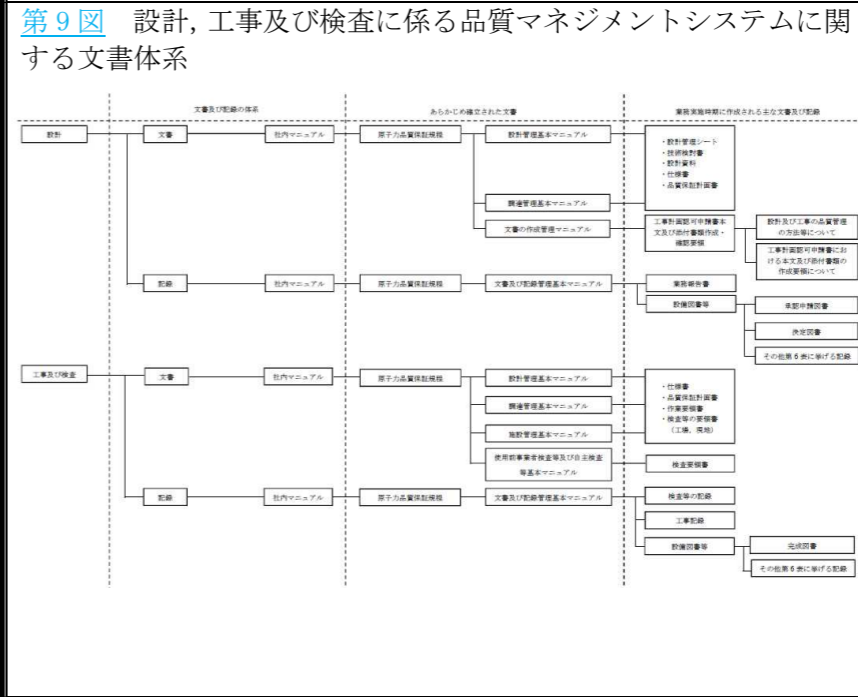 第9図 設計, 工事及び検査に係る品質マネジメントシステムに関
する文書体系
文書及び記録の体系
あらかじめ確立された文書
業務実施時期に作成される主な文書及び記録
設計
文書
社内マニュアル
原子力品質保証規程
設計管理基本マニュアル
・設計管理シート
・技術検討書
・設計資料
・仕様書
・品質保証計画書
調達管理基本マニュアル
文書の作成管理マニュアル
工事計画認可申請書本
文及び添付書類作成・
確認要領
設計及び工事の品質管理
の方法等について
工事計画認可申請書にお
ける本文及び添付書類の
作成要領について
記録
社内マニュアル
原子力品質保証規程
文書及び記録管理基本マニュアル
業務報告書
設備図書等
承認申請図書
決定図書
その他第6表に挙げる記録
工事及び検査
文書
社内マニュアル
原子力品質保証規程
設計管理基本マニュアル
・仕様書
・品質保証計画書
・作業要領書
・検査等の要領書
(工場, 現地)
調達管理基本マニュアル
施設管理基本マニュアル
使用前事業者検査等及び自主検査
等基本マニュアル
検査要領書
記録
社内マニュアル
原子力品質保証規程
文書及び記録管理基本マニュアル
検査等の記録
工事記録
設備図書等
完成図書
その他第6表に挙げる記録